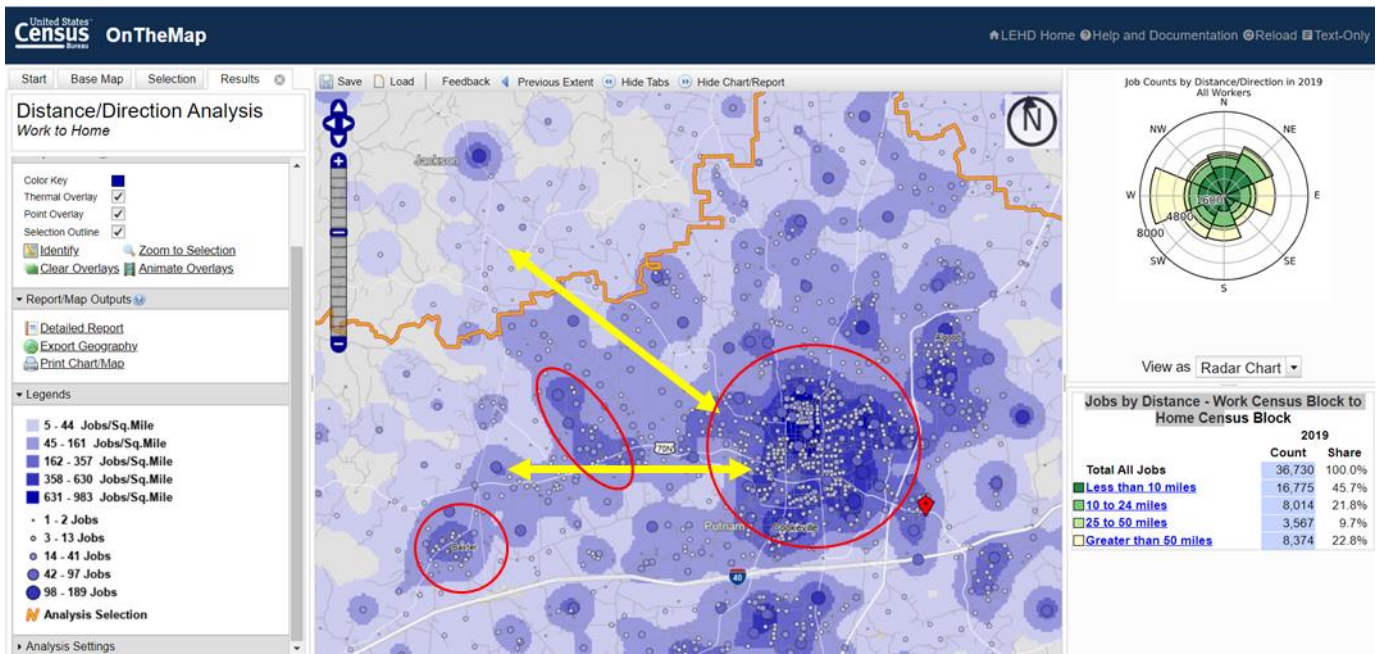 United States
Census
Bureau
OnTheMap
LEHD Home Help and Documentation Reload Text-Only
Start Base Map Selection Results
Save Load Feedback Previous Extent Hide Tabs Hide Chart/Report
Distance/Direction Analysis
Work to Home
Color Key
Thermal Overlay
Point Overlay
Selection Outline
Identify Zoom to Selection
Clear Overlays Animate Overlays
Report/Map Outputs
Detailed Report
Export Geography
Print Chart/Map
Legends
5 - 44 Jobs/Sq.Mile
45 - 161 Jobs/Sq.Mile
162 - 357 Jobs/Sq.Mile
358 - 630 Jobs/Sq.Mile
631 - 983 Jobs/Sq.Mile
1 - 2 Jobs
3 - 13 Jobs
14 - 41 Jobs
42 - 97 Jobs
98 - 189 Jobs
Analysis Selection
Analysis Settings
N
Jackson
Algood
70N
Putnam
Cookeville
Baxter
40
Job Counts by Distance/Direction in 2019
All Workers
N
NW NE
W E
1600
4800
8000
SW SE
S
View as Radar Chart
Jobs by Distance - Work Census Block to
Home Census Block
2019
Count Share
Total All Jobs 36,730 100.0%
Less than 10 miles 16,775 45.7%
10 to 24 miles 8,014 21.8%
25 to 50 miles 3,567 9.7%
Greater than 50 miles 8,374 22.8%